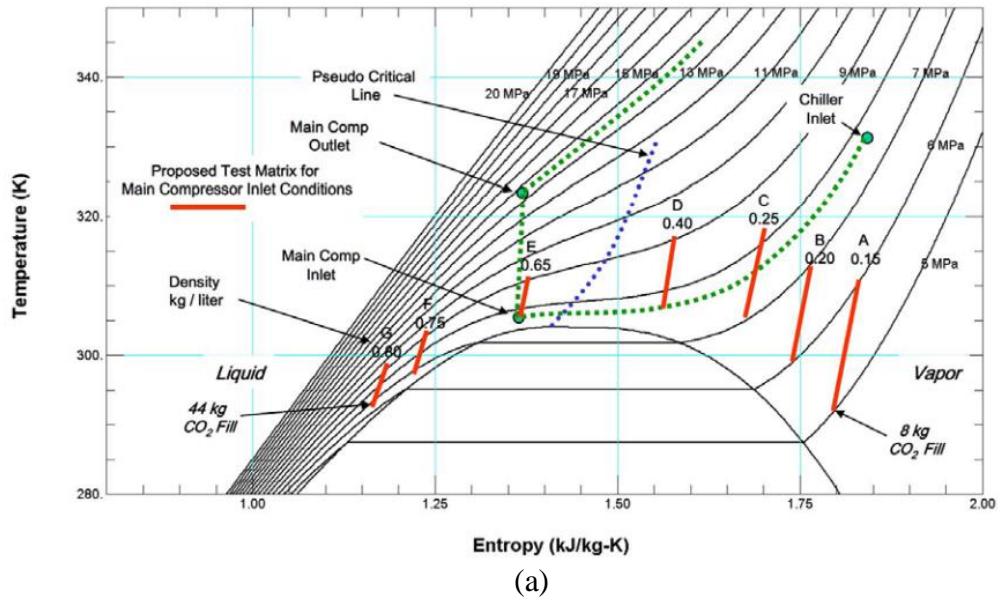 340.
320.
300.
280.
Temperature (K)
1.00
1.25
1.50
1.75
2.00
Entropy (kJ/kg-K)
Pseudo Critical
Line
Main Comp
Outlet
Proposed Test Matrix for
Main Compressor Inlet Conditions
Main Comp
Inlet
Density
kg / liter
Liquid
44 kg
CO2 Fill
20 MPa
19 MPa
17 MPa
15 MPa
13 MPa
11 MPa
9 MPa
7 MPa
6 MPa
5 MPa
Chiller
Inlet
G
0.80
F
0.75
E
0.65
D
0.40
C
0.25
B
0.20
A
0.15
Vapor
8 kg
CO2 Fill
(a)